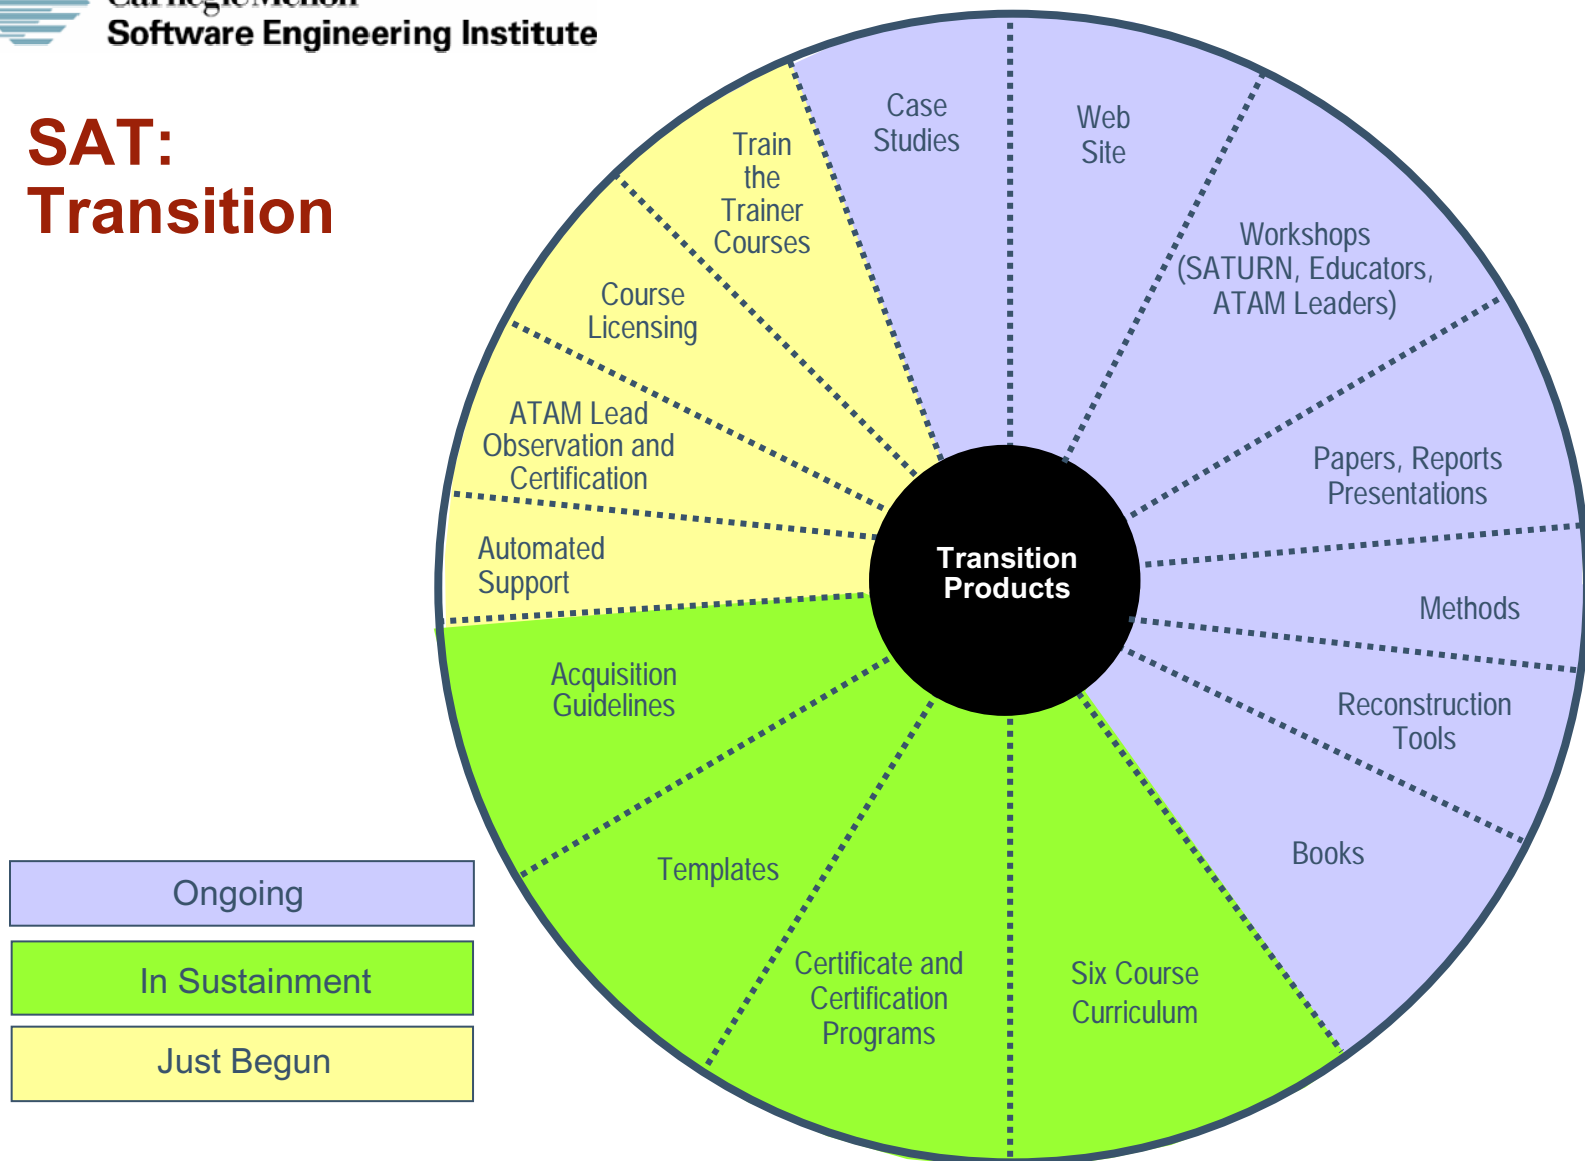 Carnegie Mellon
Software Engineering Institute
SAT:
Transition
Case
Studies
Web
Site
Workshops
(SATURN, Educators,
ATAM Leaders)
Papers, Reports
Presentations
Methods
Reconstruction
Tools
Books
Six Course
Curriculum
Certificate and
Certification
Programs
Templates
Acquisition
Guidelines
Automated
Support
ATAM Lead
Observation and
Certification
Course
Licensing
Train
the
Trainer
Courses
Transition
Products
Ongoing
In Sustainment
Just Begun